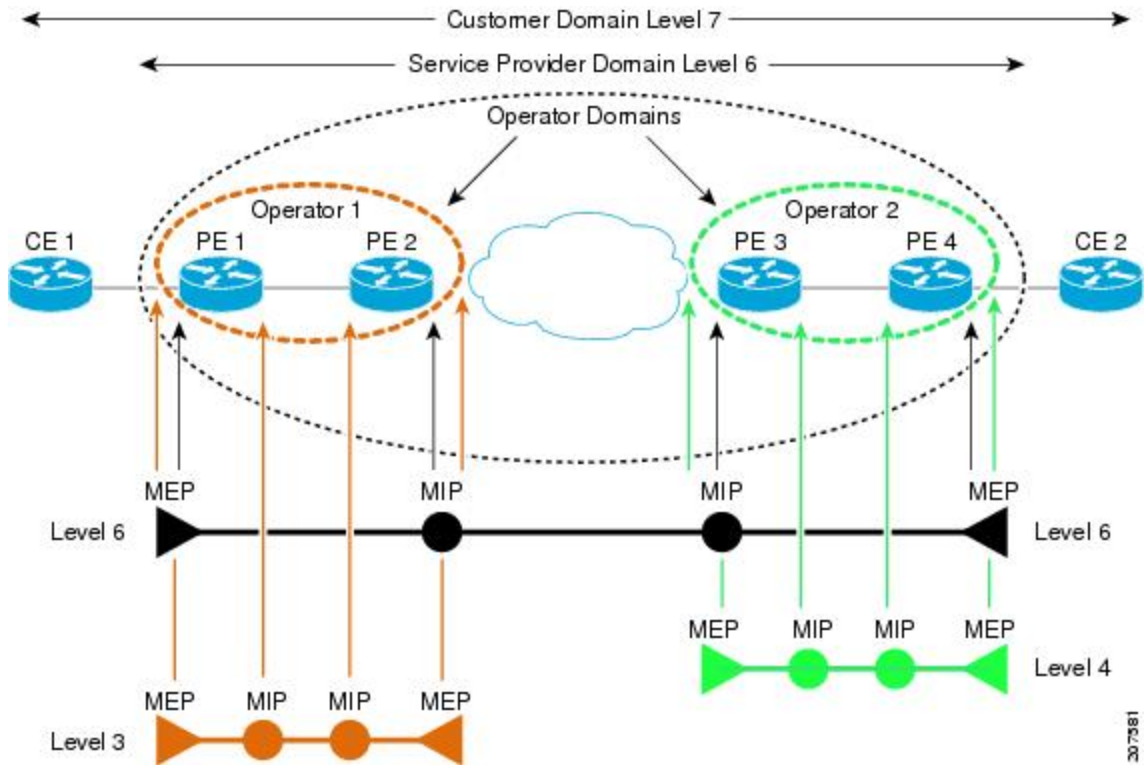 Customer Domain Level 7
Service Provider Domain Level 6
Operator Domains
Operator 1
Operator 2
CE 1
PE 1
PE 2
PE 3
PE 4
CE 2
MEP
MIP
MIP
MEP
Level 6
Level 6
MEP
MIP
MIP
MEP
Level 4
MEP
MIP
MIP
MEP
Level 3
207581